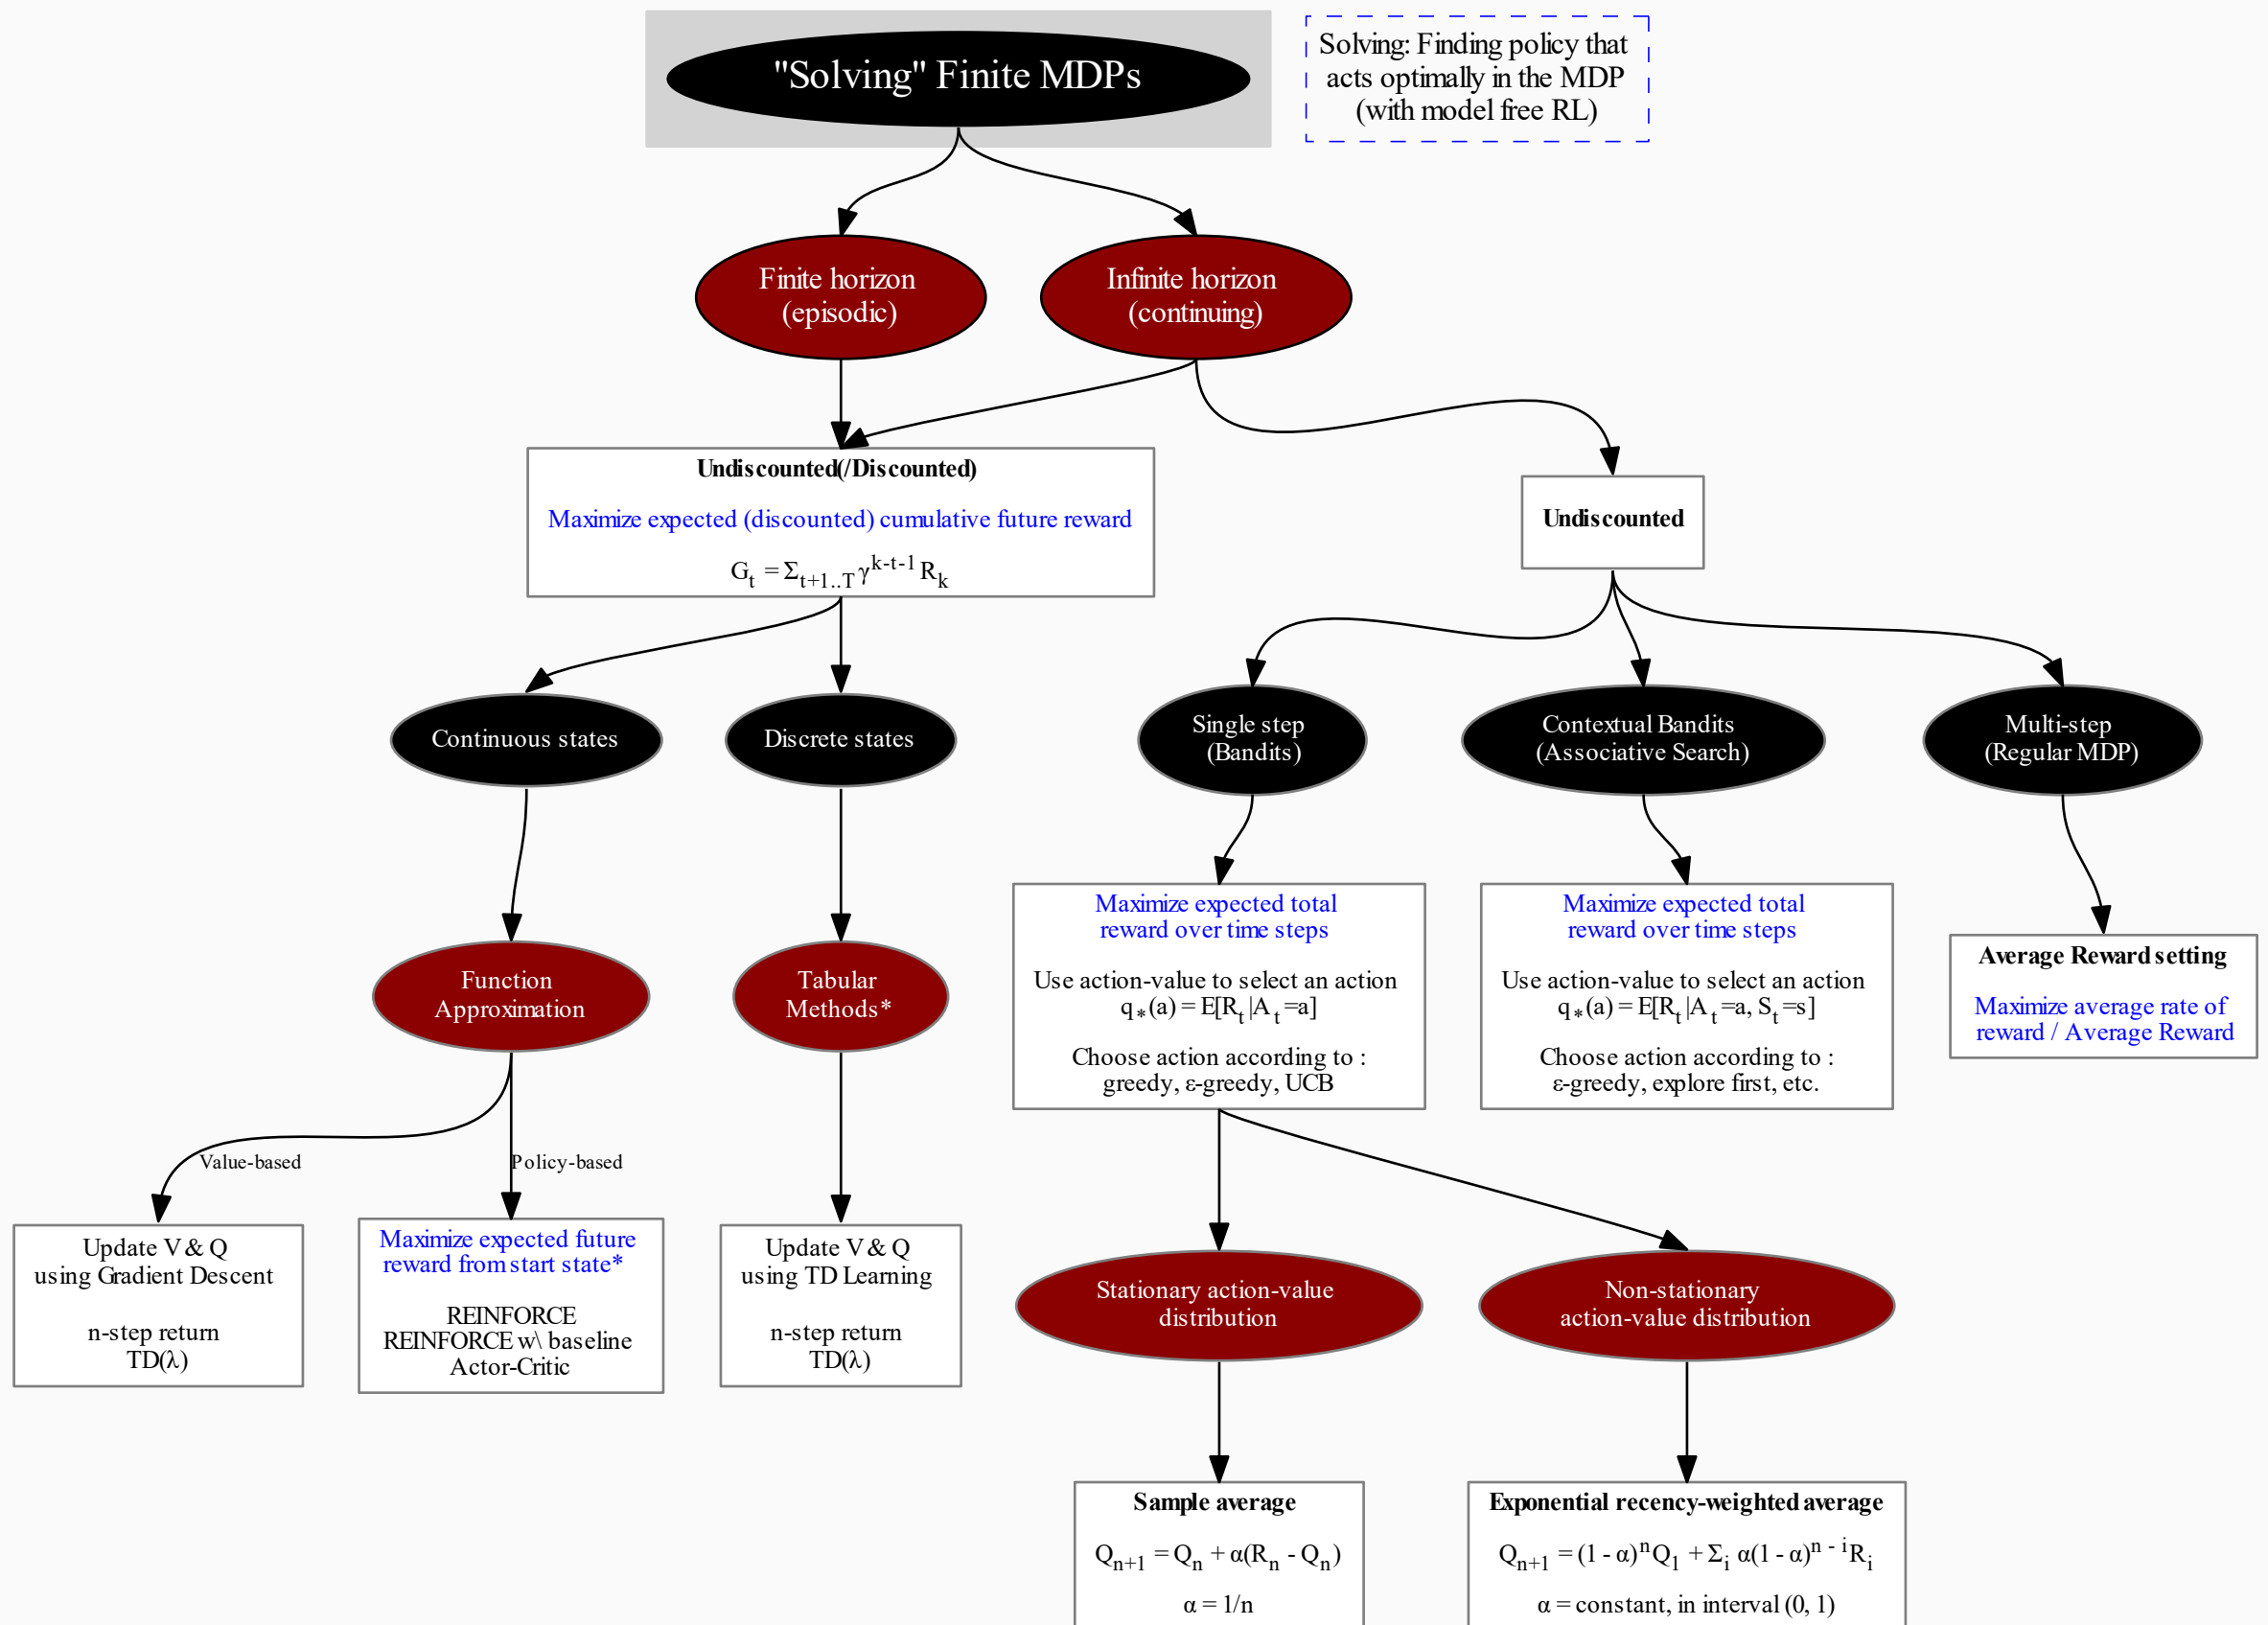 "Solving" Finite MDPs
Solving: Finding policy that
acts optimally in the MDP
(with model free RL)
Finite horizon
(episodic)
Infinite horizon
(continuing)
Undiscounted(/Discounted)
Maximize expected (discounted) cumulative future reward
G_t = Σ_{t+1..T} γ^{k-t-1} R_k
Undiscounted
Continuous states
Discrete states
Single step
(Bandits)
Contextual Bandits
(Associative Search)
Multi-step
(Regular MDP)
Function
Approximation
Tabular
Methods*
Maximize expected total
reward over time steps
Use action-value to select an action
q_*(a) = E[R_t|A_t=a]
Choose action according to :
greedy, ε-greedy, UCB
Maximize expected total
reward over time steps
Use action-value to select an action
q_*(a) = E[R_t|A_t=a, S_t=s]
Choose action according to :
ε-greedy, explore first, etc.
Average Reward setting
Maximize average rate of
reward / Average Reward
Value-based
Policy-based
Update V & Q
using Gradient Descent
n-step return
TD(λ)
Maximize expected future
reward from start state*
REINFORCE
REINFORCE w\ baseline
Actor-Critic
Update V & Q
using TD Learning
n-step return
TD(λ)
Stationary action-value
distribution
Non-stationary
action-value distribution
Sample average
Q_{n+1} = Q_n + α(R_n - Q_n)
α = 1/n
Exponential recency-weighted average
Q_{n+1} = (1 - α)^n Q_1 + Σ_i α(1 - α)^{n - i} R_i
α = constant, in interval (0, 1)